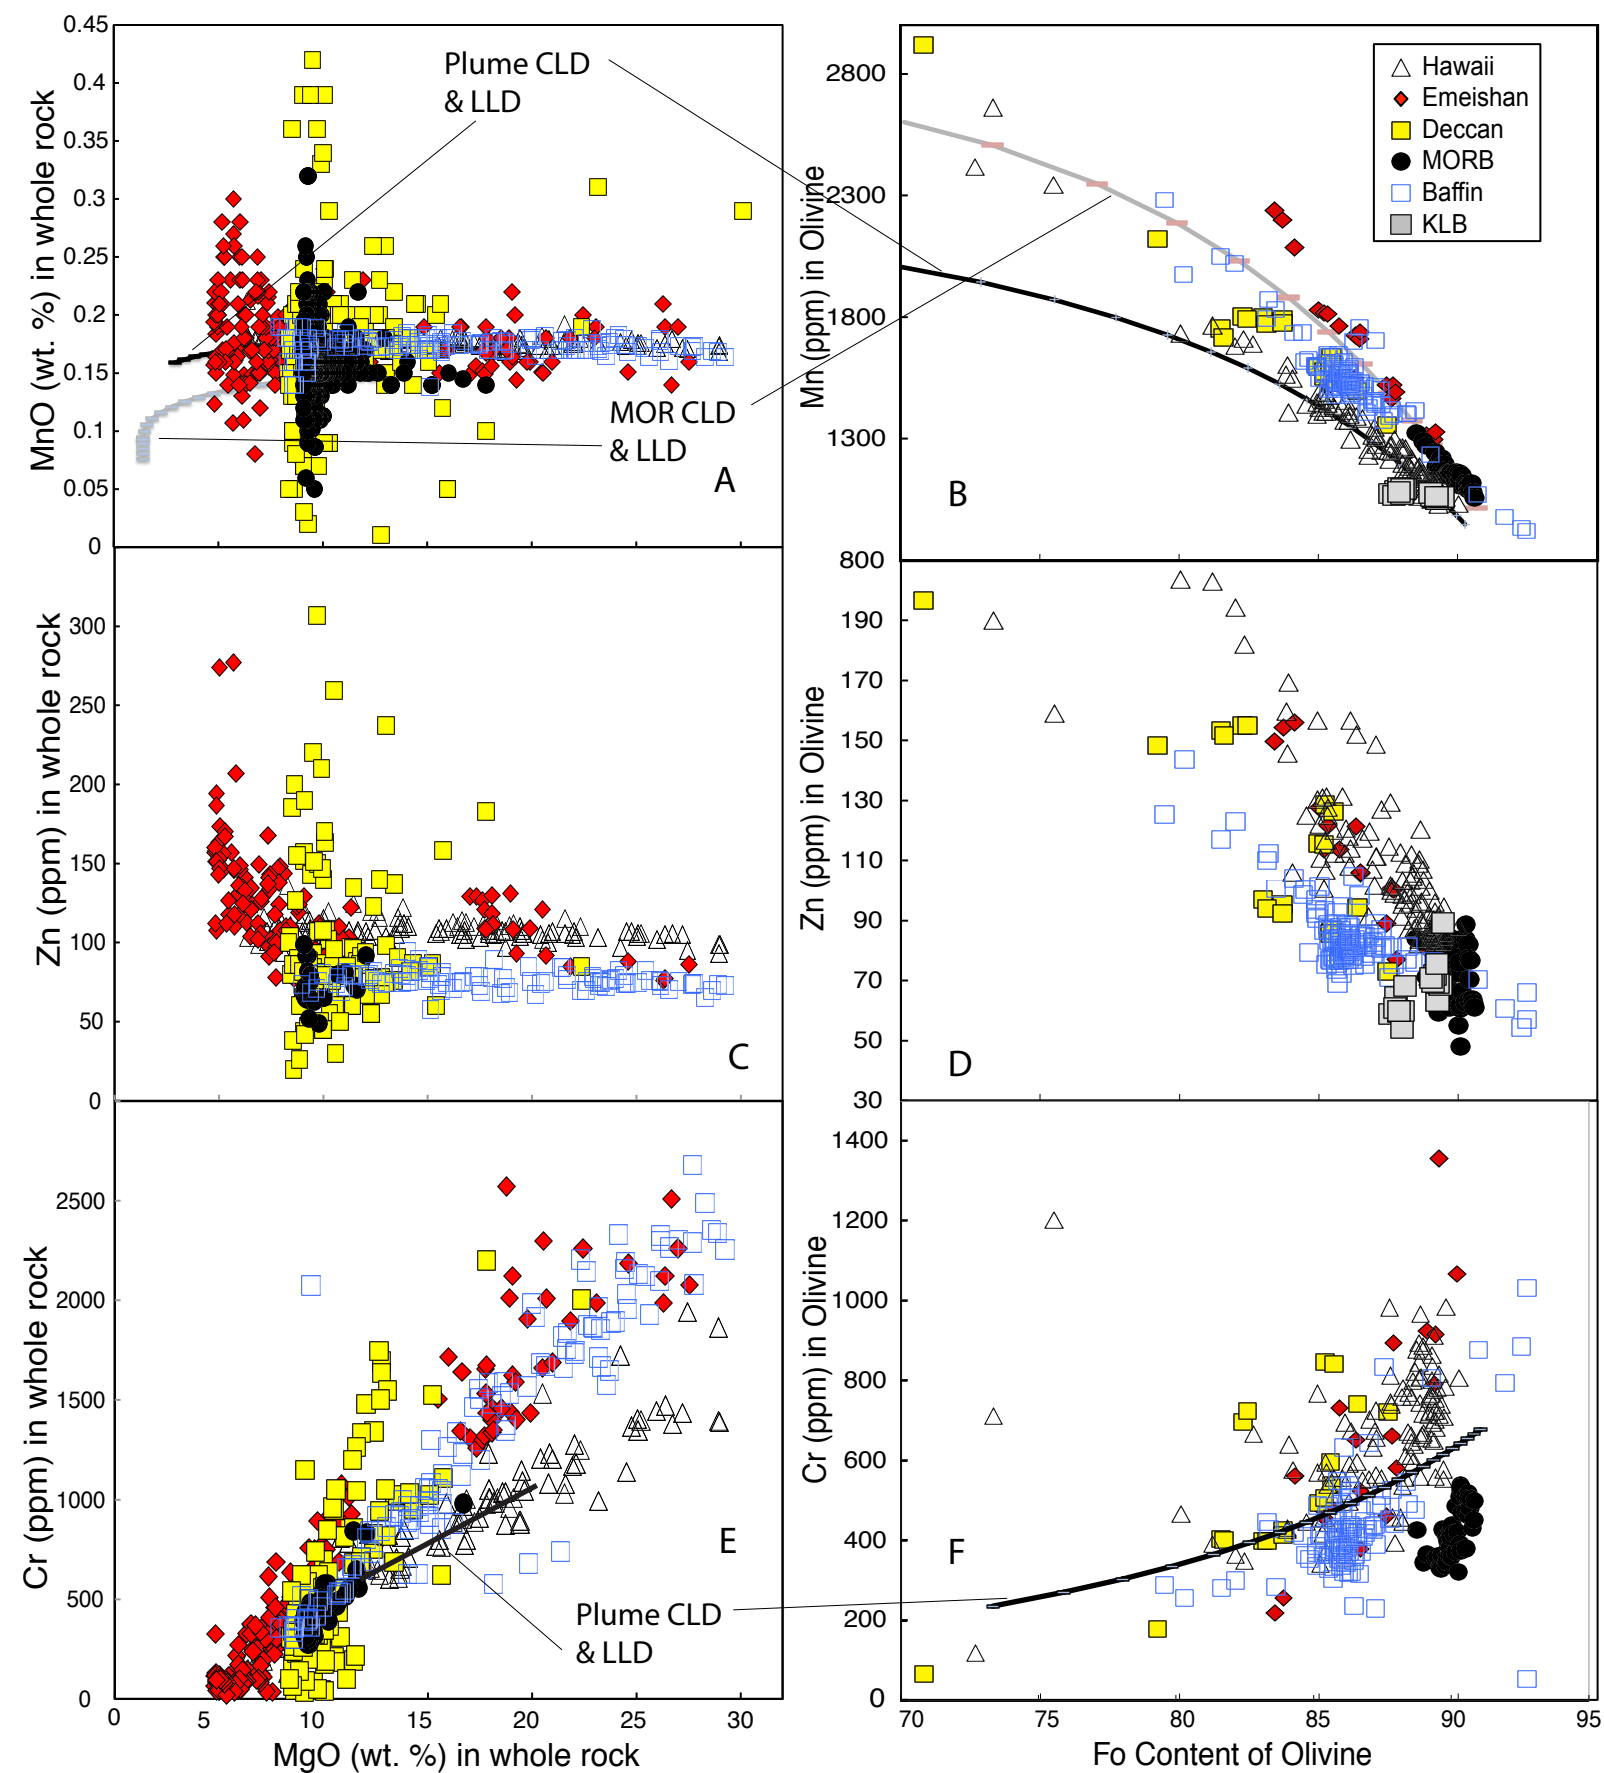 0.45
0.4
0.35
0.3
0.25
0.2
0.15
0.1
0.05
0
MnO (wt. %) in whole rock
Plume CLD
& LLD
MOR CLD
& LLD
A
2800
2300
1800
1300
800
Mn (ppm) in Olivine
Hawaii
Emeishan
Deccan
MORB
Baffin
KLB
B
300
250
200
150
100
50
0
Zn (ppm) in whole rock
C
190
170
150
130
110
90
70
50
30
Zn (ppm) in Olivine
D
2500
2000
1500
1000
500
0
Cr (ppm) in whole rock
E
Plume CLD
& LLD
1400
1200
1000
800
600
400
200
0
Cr (ppm) in Olivine
F
0 5 10 15 20 25 30
MgO (wt. %) in whole rock
70 75 80 85 90 95
Fo Content of Olivine